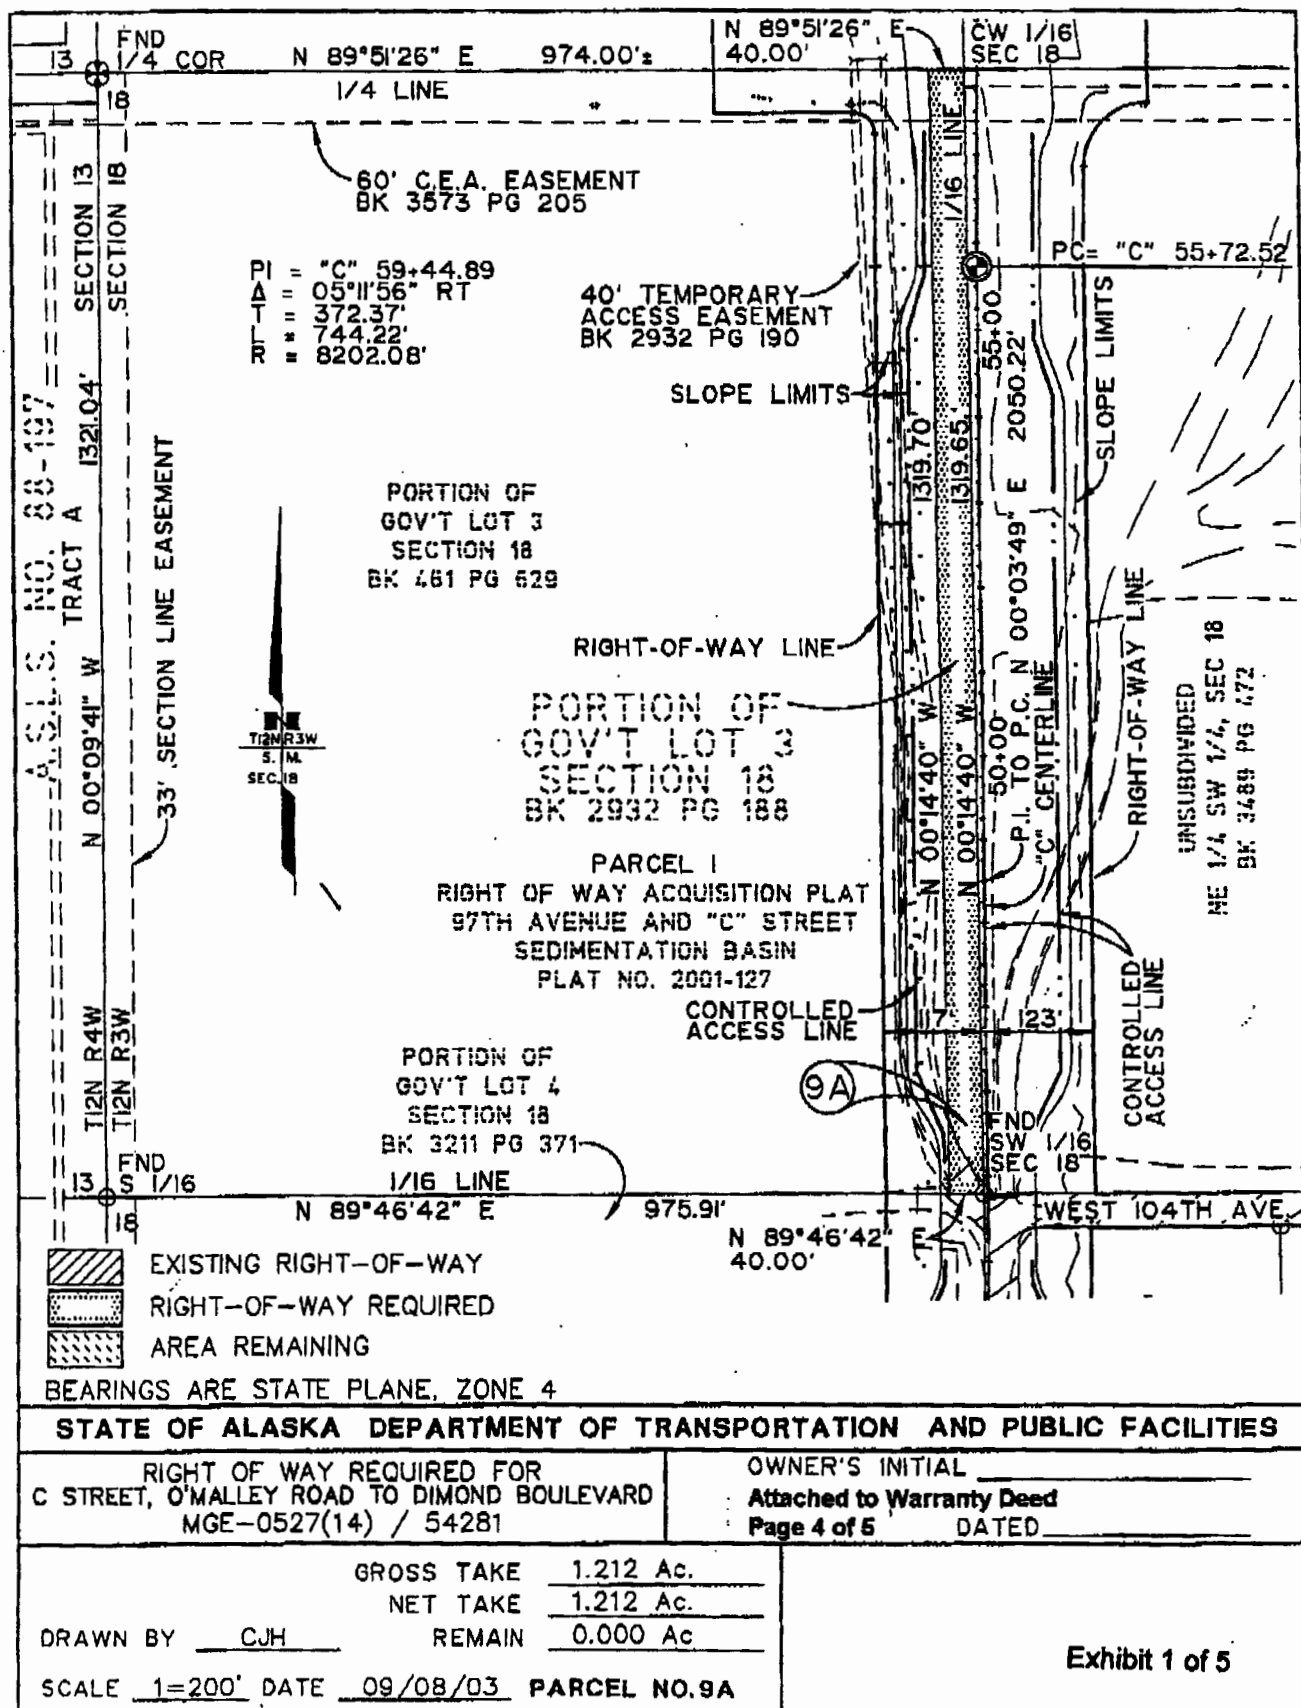 FND
1/4 COR
13
18
N 89°51'26" E 974.00'±
1/4 LINE
N 89°51'26" E
40.00'
CW 1/16
SEC 18
60' C.E.A. EASEMENT
BK 3573 PG 205
SECTION 13
SECTION 18
1/16 LINE
PC= "C" 55+72.52
PI = "C" 59+44.89
Δ = 05°11'56" RT
T = 372.37'
L = 744.22'
R = 8202.08'
40' TEMPORARY
ACCESS EASEMENT
BK 2932 PG 190
SLOPE LIMITS
55+00
SLOPE LIMITS
A.S.L.S. NO. 88-197
TRACT A
1321.04'
N 00°09'41" W
33' SECTION LINE EASEMENT
1319.70'
1319.65'
N 00°03'49" E 2050.22'
PORTION OF
GOV'T LOT 3
SECTION 18
BK 461 PG 629
N
T12N R3W
S. M.
SEC. 18
RIGHT-OF-WAY LINE
PORTION OF
GOV'T LOT 3
SECTION 18
BK 2932 PG 188
N 00°14'40" W
N 00°14'40" W
50+00
P.I. TO P.C.
"C" CENTERLINE
RIGHT-OF-WAY LINE
UNSUBDIVIDED
NE 1/4 SW 1/4, SEC 18
BK 3489 PG 472
PARCEL 1
RIGHT OF WAY ACQUISITION PLAT
97TH AVENUE AND "C" STREET
SEDIMENTATION BASIN
PLAT NO. 2001-127
CONTROLLED
ACCESS LINE
117'
123'
CONTROLLED
ACCESS LINE
T12N R4W
T12N R3W
PORTION OF
GOV'T LOT 4
SECTION 18
BK 3211 PG 371
9A
FND
SW 1/16
SEC 18
FND
S 1/16
13
18
1/16 LINE
N 89°46'42" E 975.91'
N 89°46'42" E
40.00'
WEST 104TH AVE.
EXISTING RIGHT-OF-WAY
RIGHT-OF-WAY REQUIRED
AREA REMAINING
BEARINGS ARE STATE PLANE, ZONE 4
STATE OF ALASKA DEPARTMENT OF TRANSPORTATION AND PUBLIC FACILITIES
RIGHT OF WAY REQUIRED FOR
C STREET, O'MALLEY ROAD TO DIMOND BOULEVARD
MGE-0527(14) / 54281
OWNER'S INITIAL
Attached to Warranty Deed
Page 4 of 5 DATED
GROSS TAKE 1.212 Ac.
NET TAKE 1.212 Ac.
DRAWN BY CJH REMAIN 0.000 Ac
SCALE 1=200' DATE 09/08/03 PARCEL NO.9A
Exhibit 1 of 5